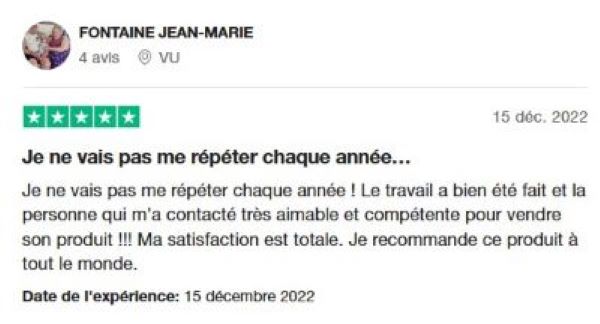 FONTAINE JEAN-MARIE
4 avis VU
15 déc. 2022
Je ne vais pas me répéter chaque année...
Je ne vais pas me répéter chaque année ! Le travail a bien été fait et la
personne qui m'a contacté très aimable et compétente pour vendre
son produit !!! Ma satisfaction est totale. Je recommande ce produit à
tout le monde.
Date de l'expérience: 15 décembre 2022